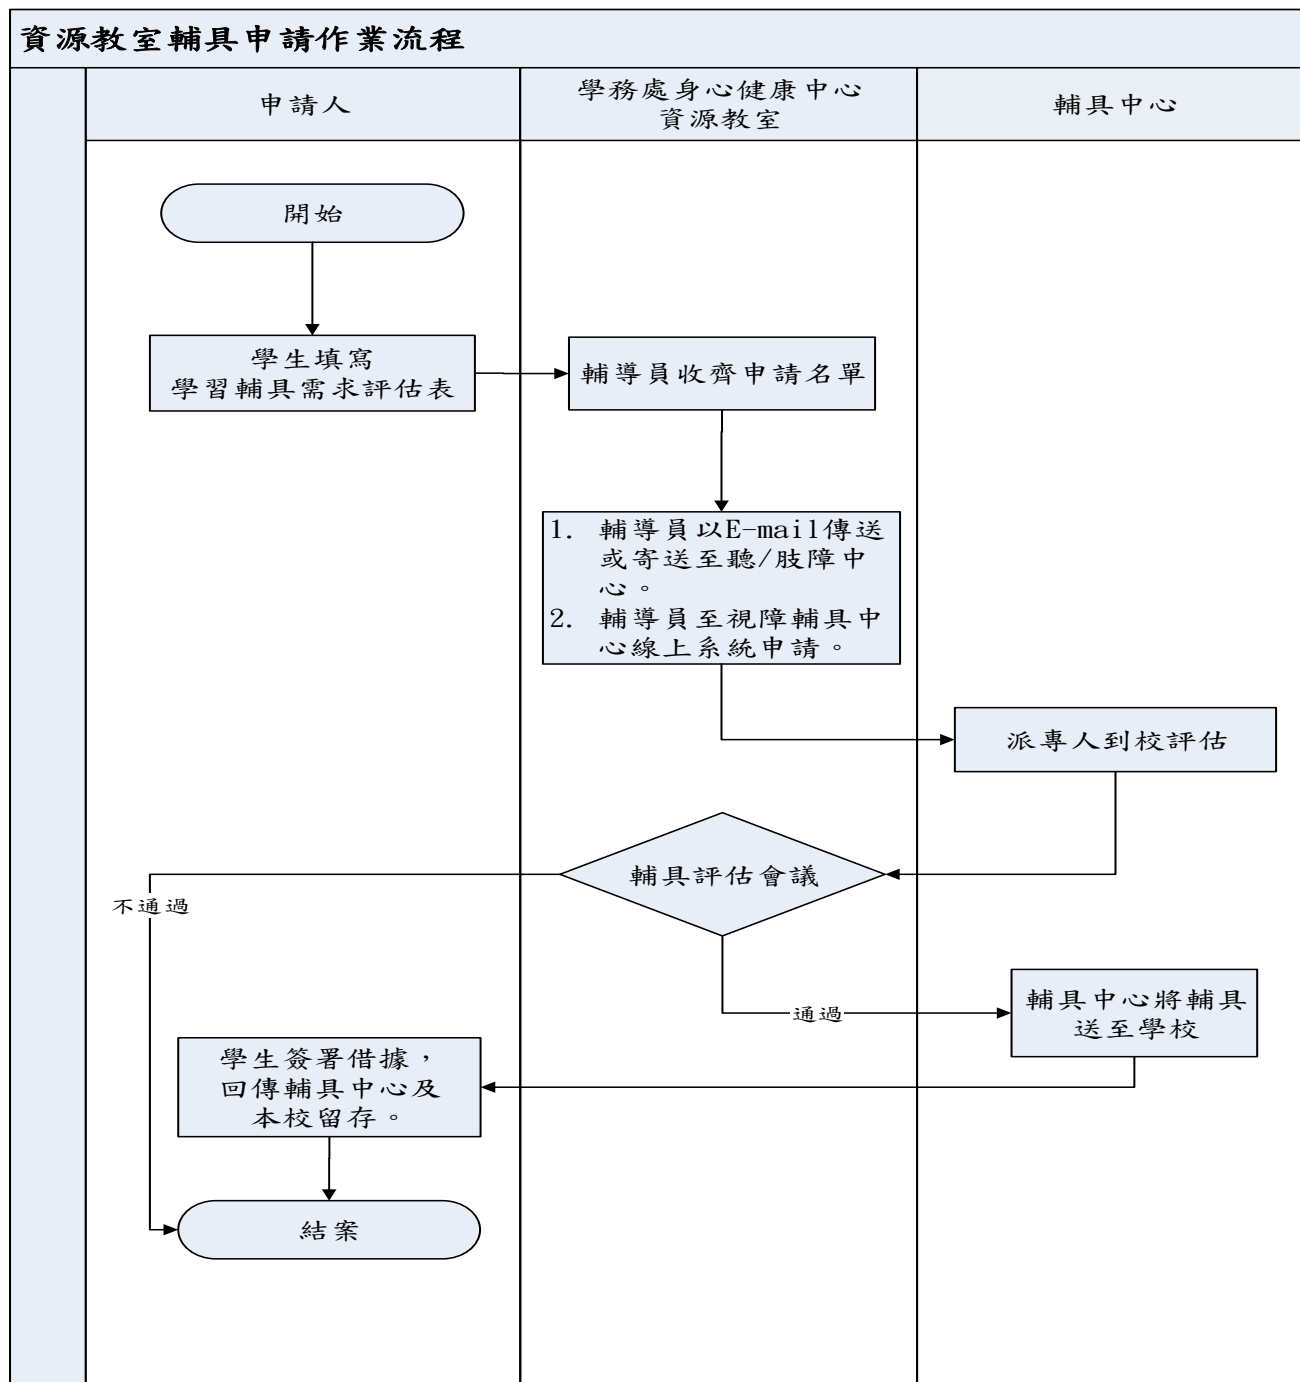 資源教室輔具申請作業流程
申請人
學務處身心健康中心
資源教室
輔具中心
開始
學生填寫
學習輔具需求評估表
輔導員收齊申請名單
1. 輔導員以E-mail傳送
或寄送至聽/肢障中
心。
2. 輔導員至視障輔具中
心線上系統申請。
派專人到校評估
輔具評估會議
不通過
通過
輔具中心將輔具
送至學校
學生簽署借據，
回傳輔具中心及
本校留存。
結案